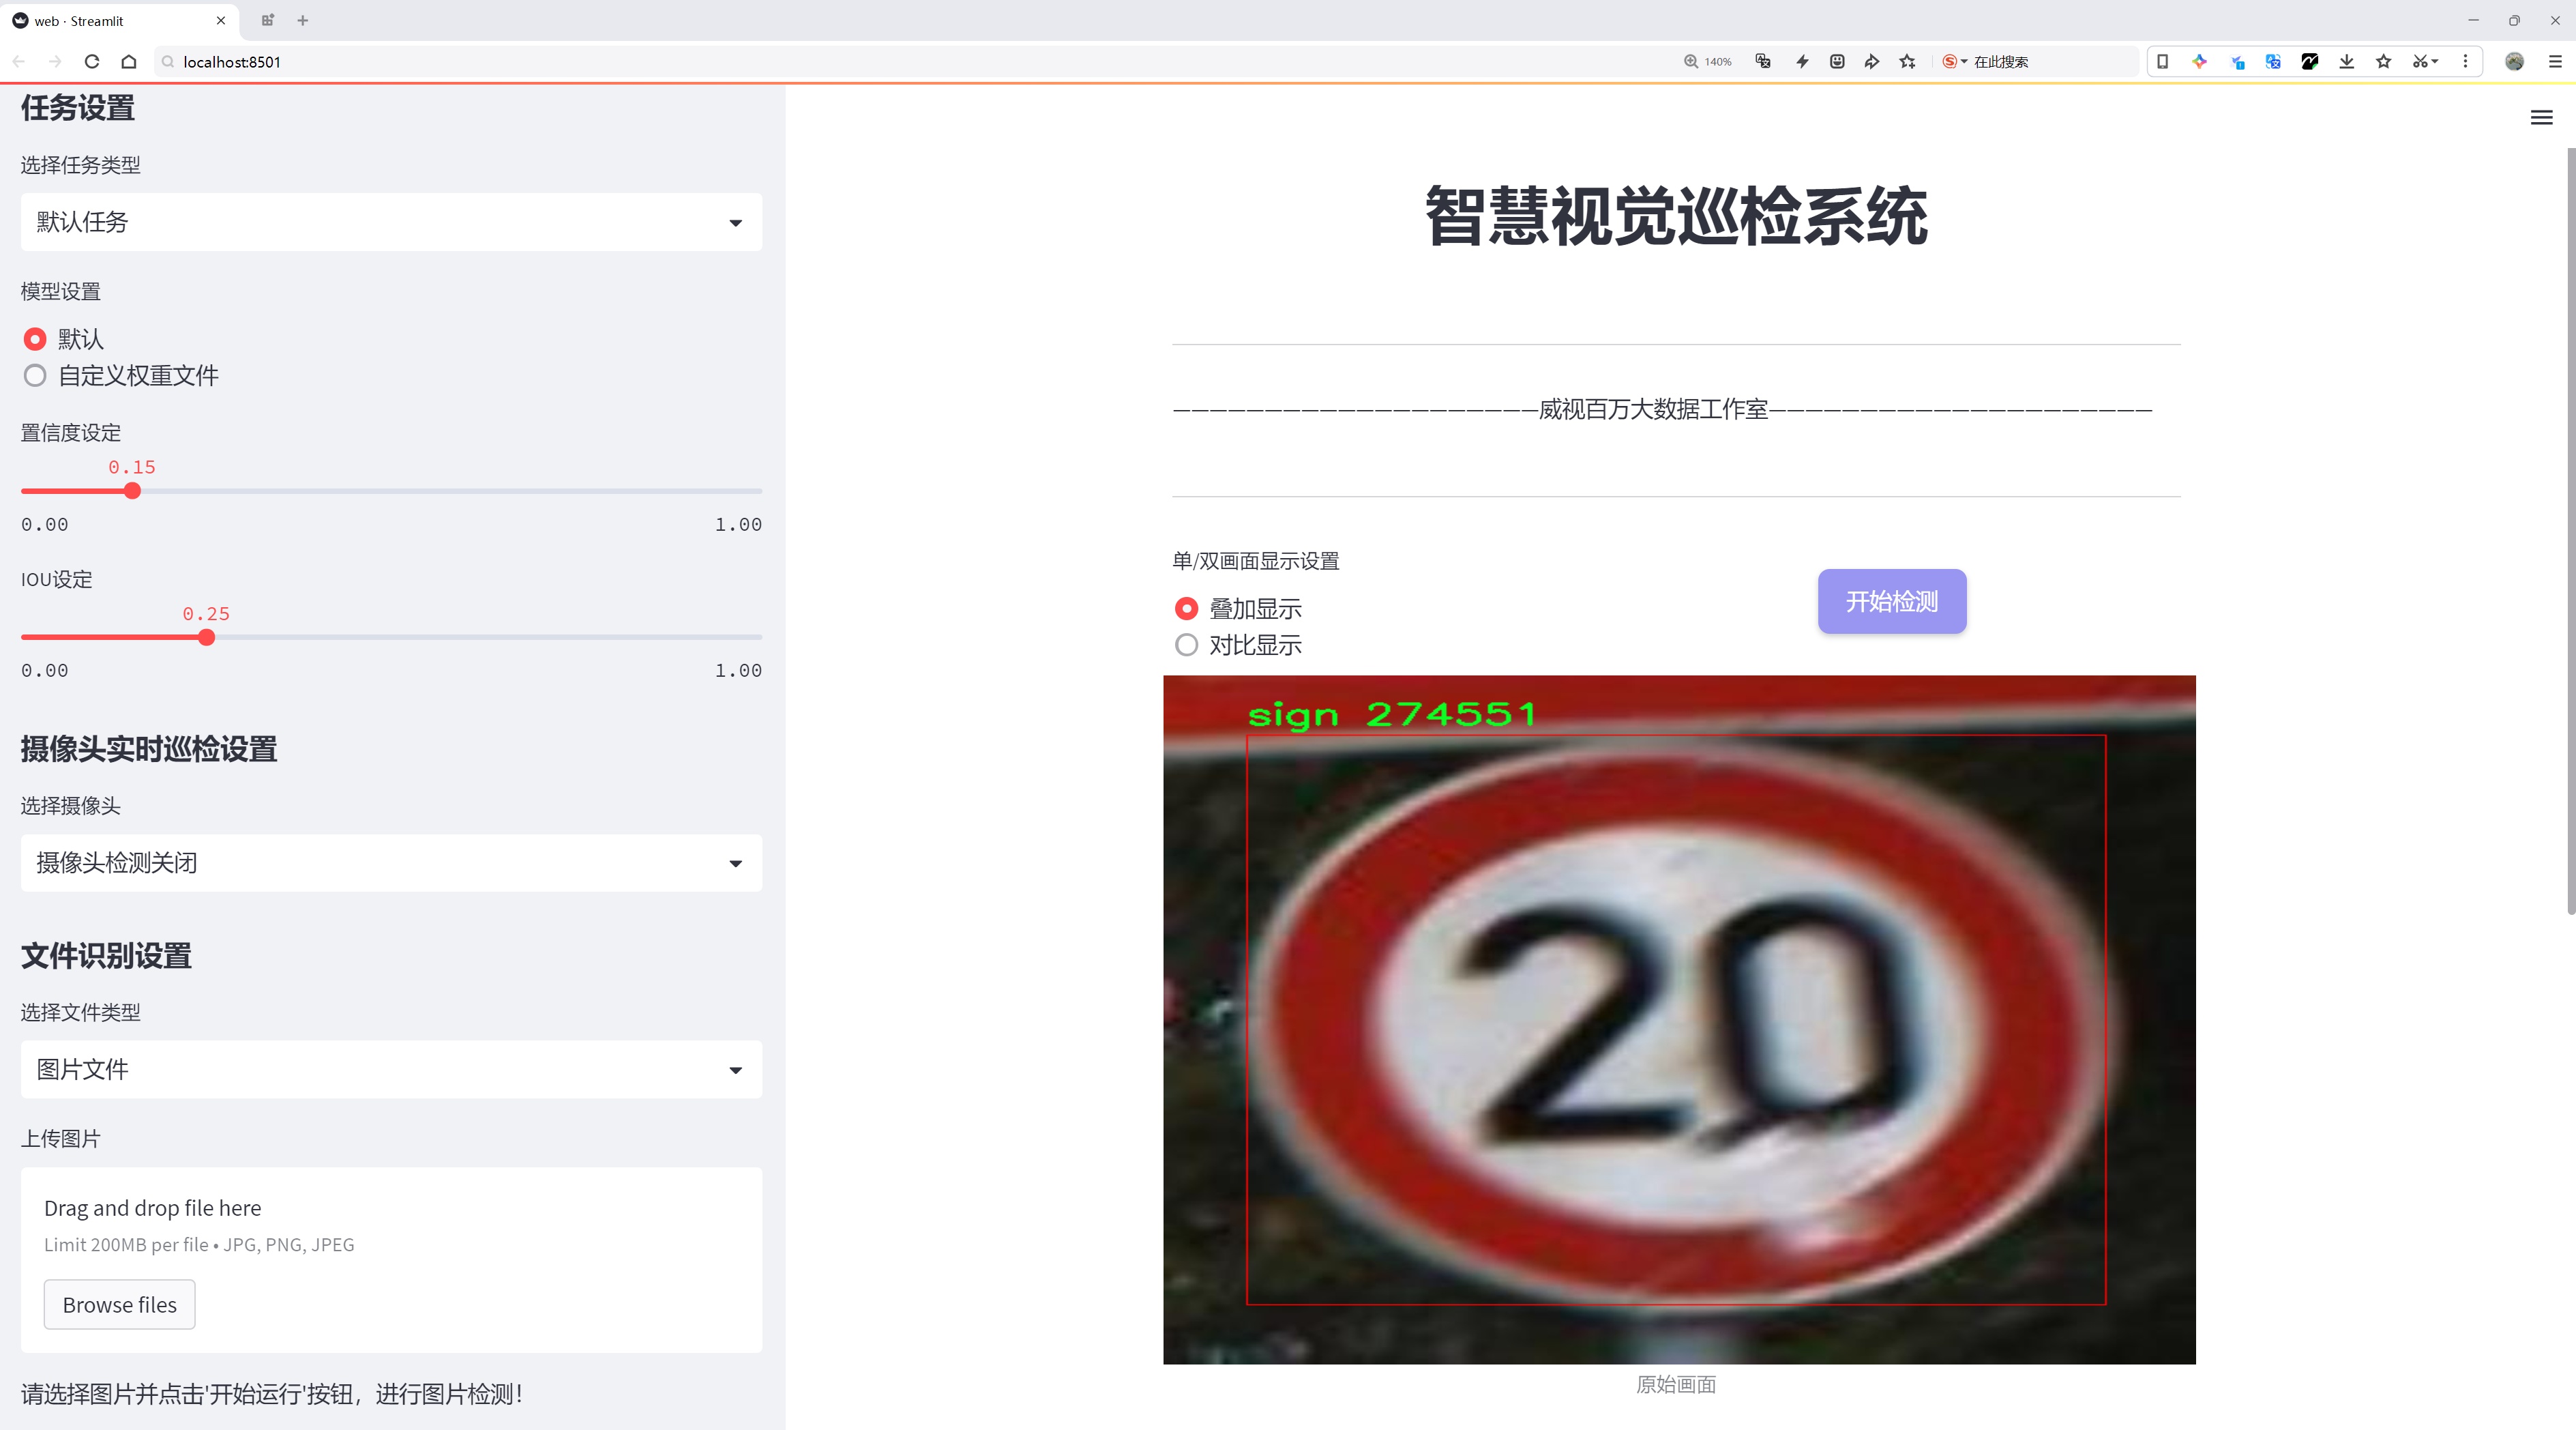 web · Streamlit
localhost:8501
140%
在此搜索
任务设置
选择任务类型
默认任务
模型设置
默认
自定义权重文件
置信度设定
0.15
0.00 1.00
IOU设定
0.25
0.00 1.00
摄像头实时巡检设置
选择摄像头
摄像头检测关闭
文件识别设置
选择文件类型
图片文件
上传图片
Drag and drop file here
Limit 200MB per file • JPG, PNG, JPEG
Browse files
请选择图片并点击'开始运行'按钮，进行图片检测！
智慧视觉巡检系统
————————————————————威视百万大数据工作室—————————————————————
单/双画面显示设置
叠加显示
对比显示
开始检测
sign 274551
20
原始画面